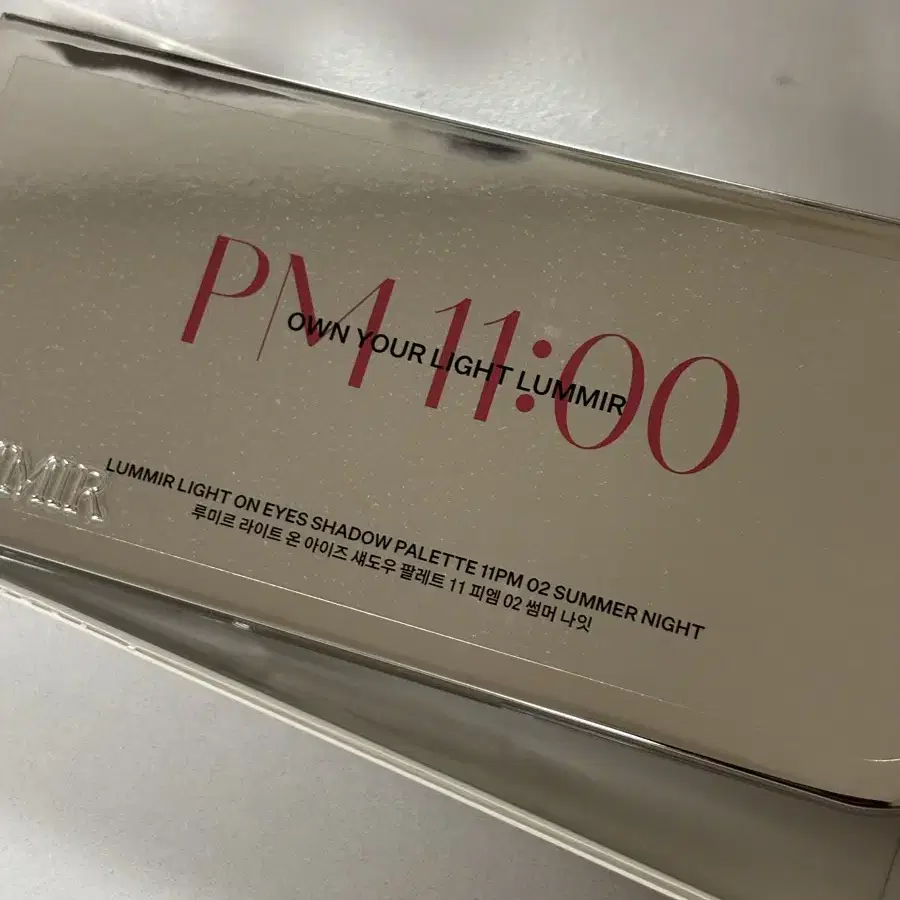 PM 11:00
OWN YOUR LIGHT LUMMIR
MIR
LUMMIR LIGHT ON EYES SHADOW PALETTE 11PM 02 SUMMER NIGHT
루미르 라이트 온 아이즈 섀도우 팔레트 11 피엠 02 썸머 나잇